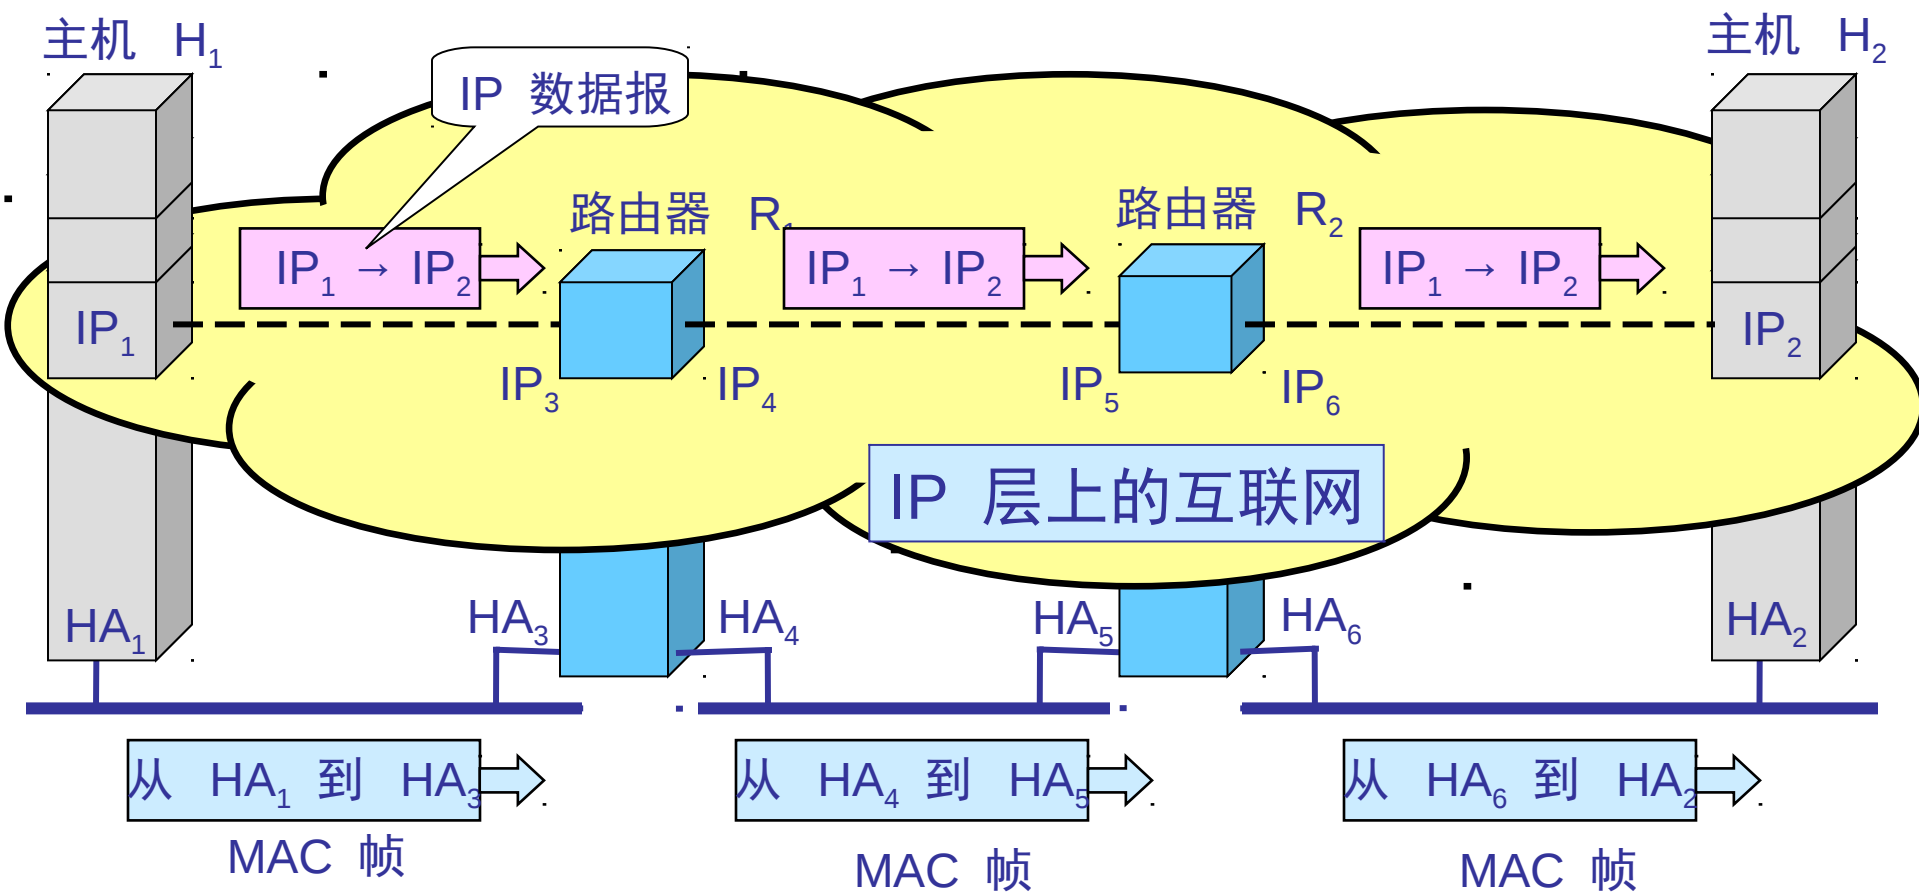 主机 H₁
主机 H₂
IP 数据报
路由器 R₁
路由器 R₂
IP₁ → IP₂
IP₁ → IP₂
IP₁ → IP₂
IP₁
IP₂
IP₃
IP₄
IP₅
IP₆
IP 层上的互联网
HA₁
HA₃
HA₄
HA₅
HA₆
HA₂
从 HA₁ 到 HA₃
从 HA₄ 到 HA₅
从 HA₆ 到 HA₂
MAC 帧
MAC 帧
MAC 帧